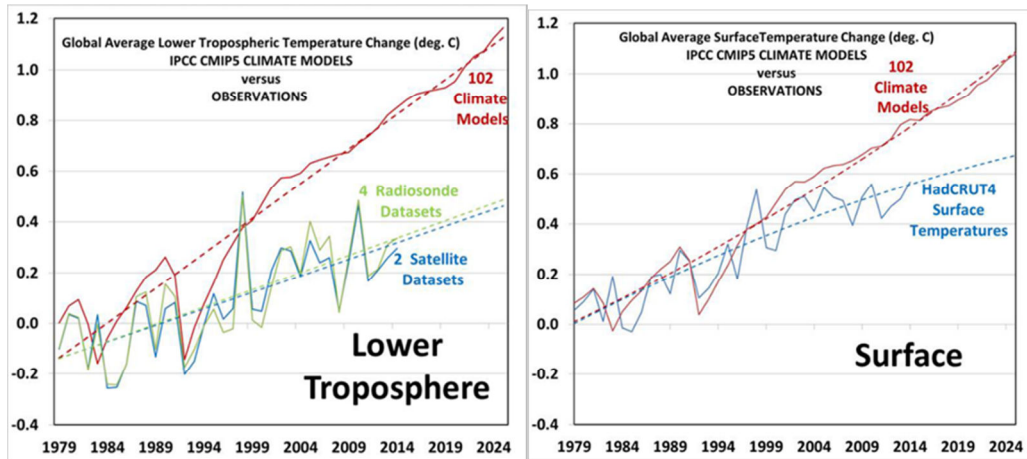 1.2
1.0
0.8
0.6
0.4
0.2
0.0
-0.2
-0.4
Global Average Lower Tropospheric Temperature Change (deg. C)
IPCC CMIP5 CLIMATE MODELS
versus
OBSERVATIONS
102
Climate
Models
4 Radiosonde
Datasets
2 Satellite
Datasets
Lower
Troposphere
1979 1984 1989 1994 1999 2004 2009 2014 2019 2024
1.2
1.0
0.8
0.6
0.4
0.2
0.0
-0.2
-0.4
Global Average SurfaceTemperature Change (deg. C)
IPCC CMIP5 CLIMATE MODELS
versus
OBSERVATIONS
102
Climate
Models
HadCRUT4
Surface
Temperatures
Surface
1979 1984 1989 1994 1999 2004 2009 2014 2019 2024